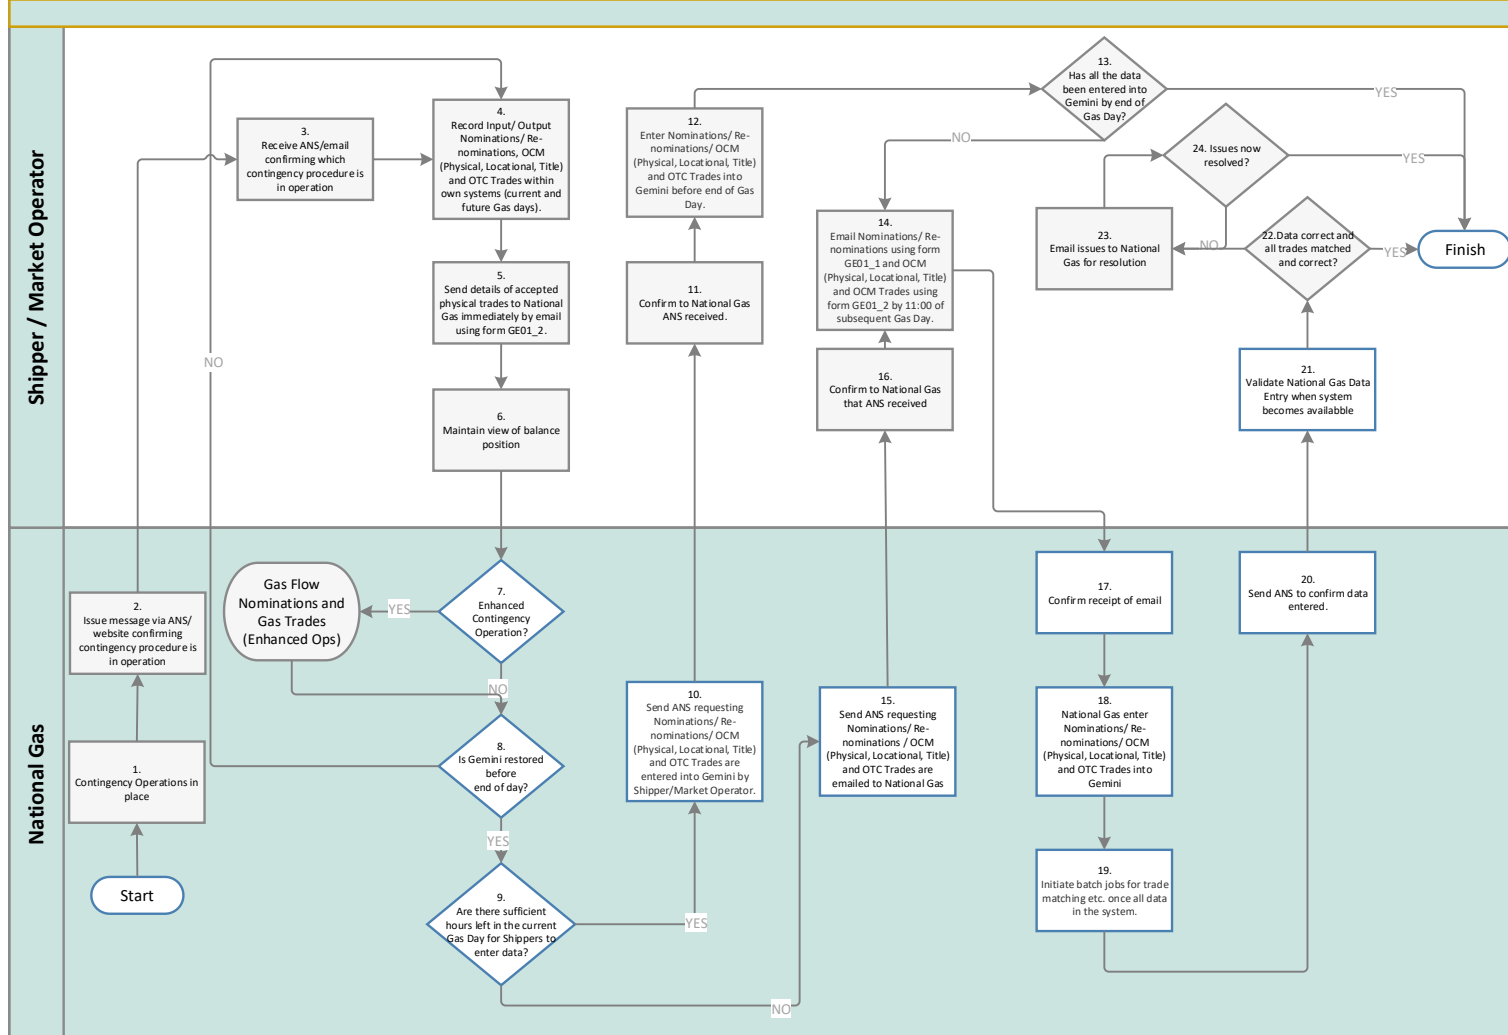 Shipper / Market Operator
3.
Receive ANS/email
confirming which
contingency procedure is
in operation
4.
Record Input/ Output
Nominations/ Re-
nominations, OCM
(Physical, Locational, Title)
and OTC Trades within
own systems (current and
future Gas days).
5.
Send details of accepted
physical trades to National
Gas immediately by email
using form GE01_2.
6.
Maintain view of balance
position
NO
12.
Enter Nominations/ Re-
nominations/ OCM
(Physical, Locational, Title)
and OTC Trades into
Gemini before end of Gas
Day.
11.
Confirm to National Gas
ANS received.
13.
Has all the data
been entered into
Gemini by end of
Gas Day?
YES
NO
14.
Email Nominations/ Re-
nominations using form
GE01_1 and OCM
(Physical, Locational, Title)
and OCM Trades using
form GE01_2 by 11:00 of
subsequent Gas Day.
16.
Confirm to National Gas
that ANS received
24. Issues now
resolved?
YES
NO
23.
Email issues to National
Gas for resolution
22.Data correct and
all trades matched
and correct?
YES
Finish
21.
Validate National Gas Data
Entry when system
becomes availabble
National Gas
2.
Issue message via ANS/
website confirming
contingency procedure is
in operation
1.
Contingency Operations in
place
Start
Gas Flow
Nominations and
Gas Trades
(Enhanced Ops)
YES
7.
Enhanced
Contingency
Operation?
NO
8.
Is Gemini restored
before
end of day?
YES
9.
Are there sufficient
hours left in the current
Gas Day for Shippers to
enter data?
YES
NO
10.
Send ANS requesting
Nominations/ Re-
nominations/ OCM
(Physical, Locational, Title)
and OTC Trades are
entered into Gemini by
Shipper/Market Operator.
15.
Send ANS requesting
Nominations/ Re-
nominations / OCM
(Physical, Locational, Title)
and OTC Trades are
emailed to National Gas
17.
Confirm receipt of email
18.
National Gas enter
Nominations/ Re-
nominations/ OCM
(Physical, Locational, Title)
and OTC Trades into
Gemini
19.
Initiate batch jobs for trade
matching etc. once all data
in the system.
20.
Send ANS to confirm data
entered.